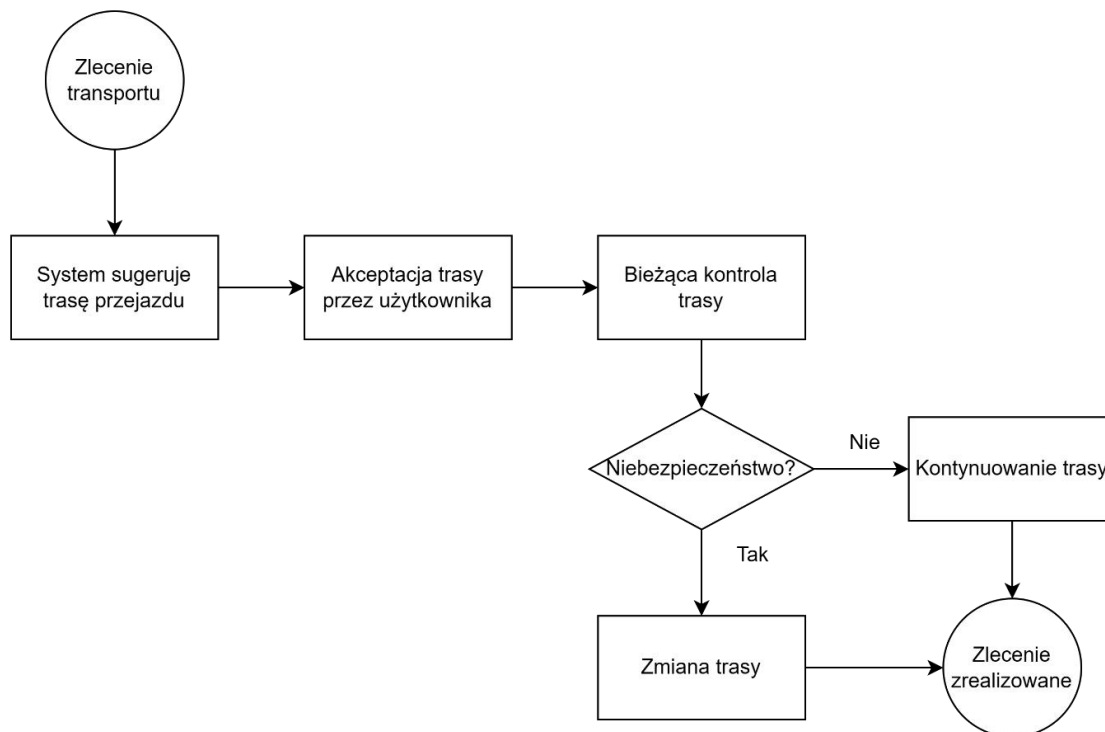 Zlecenie
transportu
System sugeruje
trasę przejazdu
Akceptacja trasy
przez użytkownika
Bieżąca kontrola
trasy
Niebezpieczeństwo?
Nie
Kontynuowanie trasy
Tak
Zmiana trasy
Zlecenie
zrealizowane